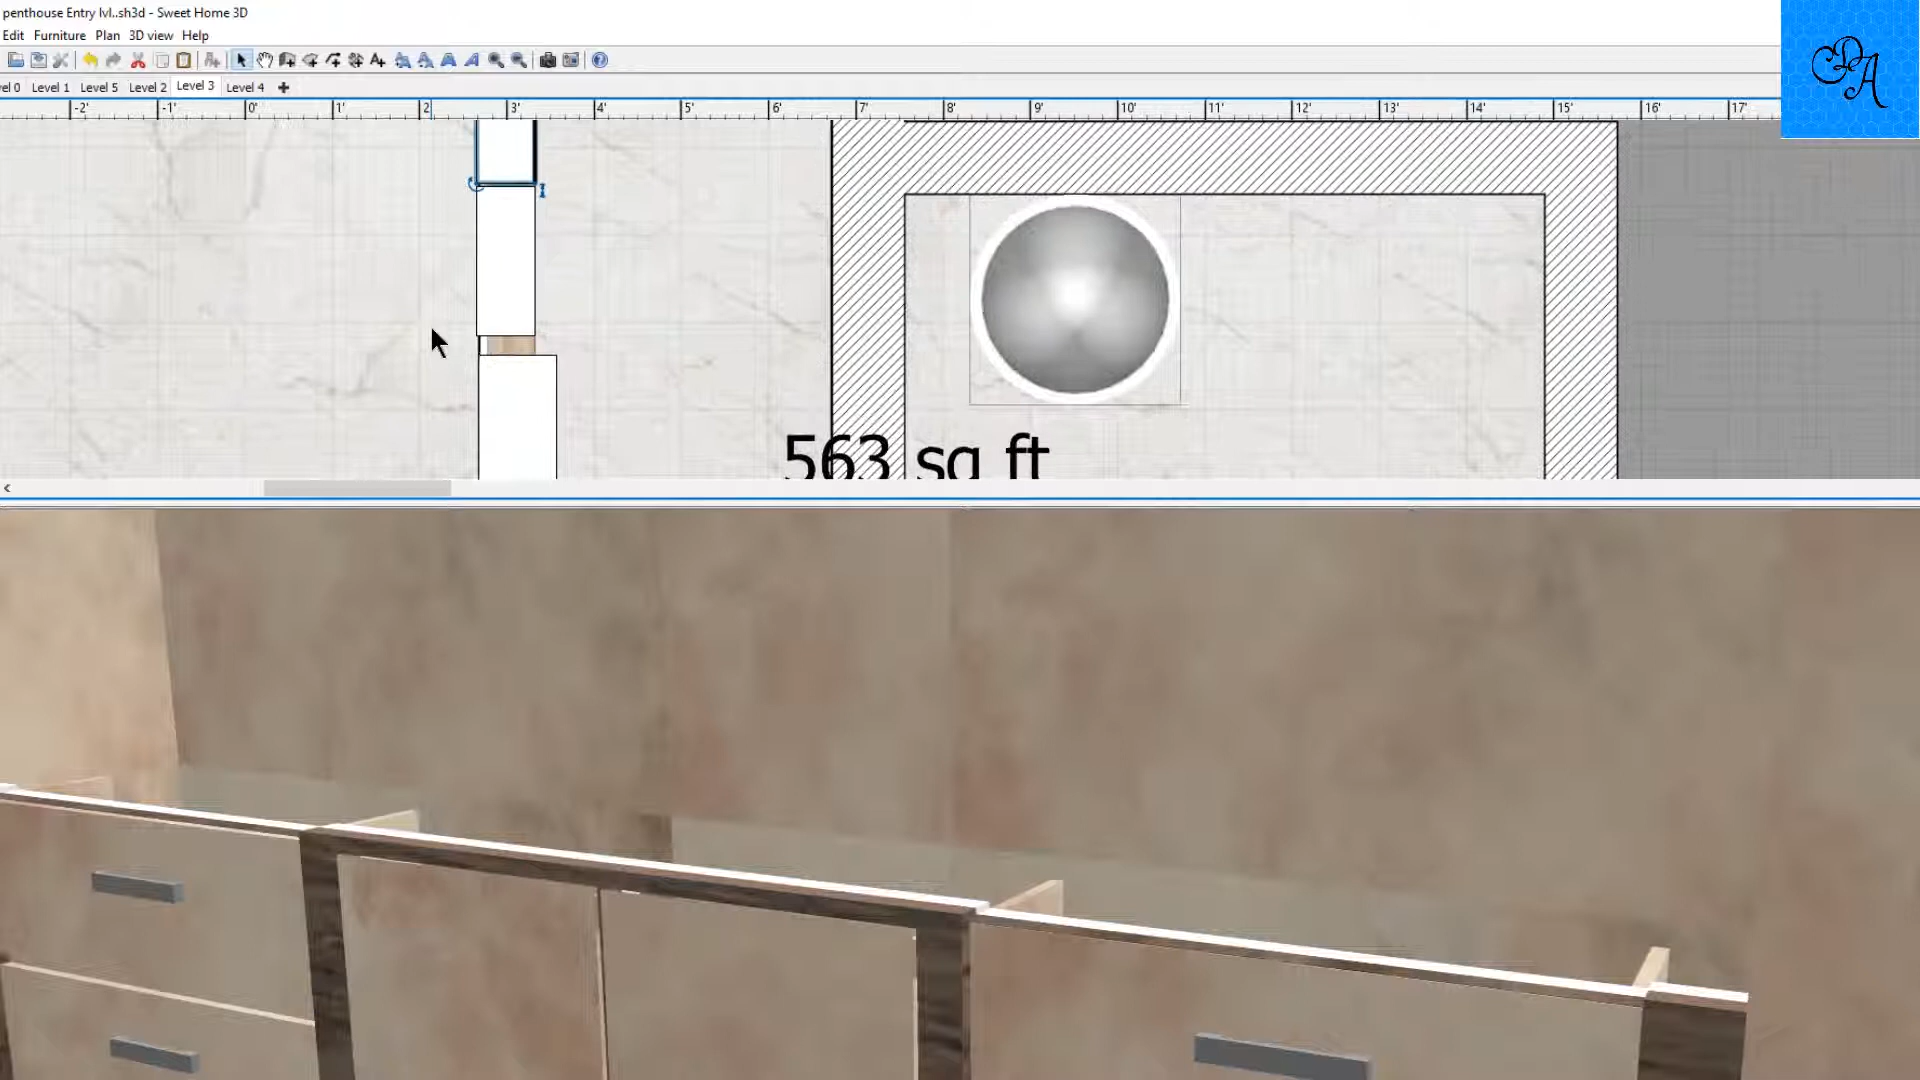 penthouse Entry lvl..sh3d - Sweet Home 3D
Edit Furniture Plan 3D view Help
el 0 Level 1 Level 5 Level 2 Level 3 Level 4
-2' -1' 0' 1' 2 3' 4' 5' 6' 7' 8' 9' 10' 11' 12' 13' 14' 15' 16' 17'
563 sq ft
DA